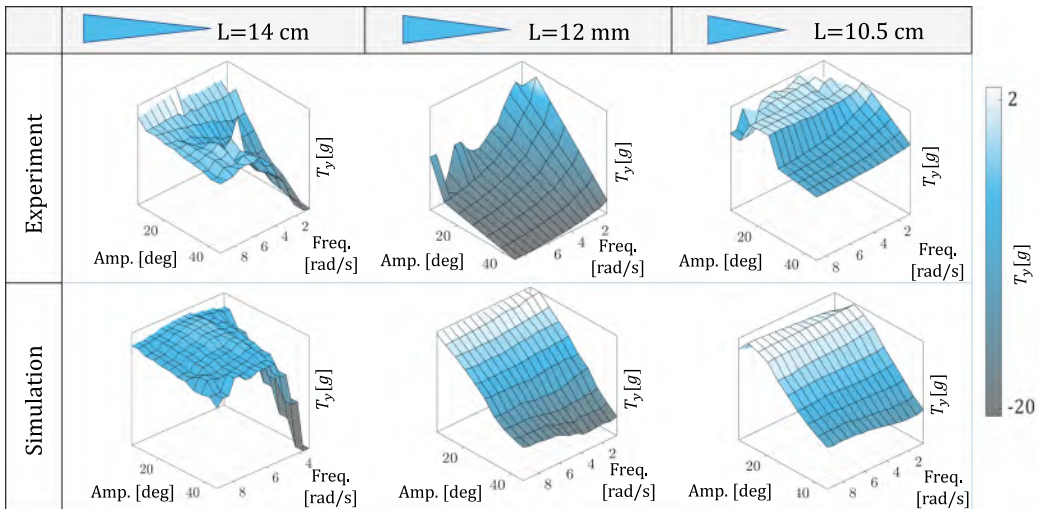 L=14 cm
L=12 mm
L=10.5 cm
Experiment
T_y[g]
20
Amp. [deg]
40
8
6
4
2
Freq.
[rad/s]
T_y[g]
20
Amp. [deg]
40
6
4
2
Freq.
[rad/s]
T_y[g]
20
Amp. [deg]
40
8
6
4
2
Freq.
[rad/s]
2
T_y[g]
-20
Simulation
T_y[g]
20
Amp. [deg]
40
8
6
4
Freq.
[rad/s]
T_y[g]
20
Amp. [deg]
40
8
6
4
2
Freq.
[rad/s]
T_y[g]
20
Amp. [deg]
40
8
6
4
2
Freq.
[rad/s]